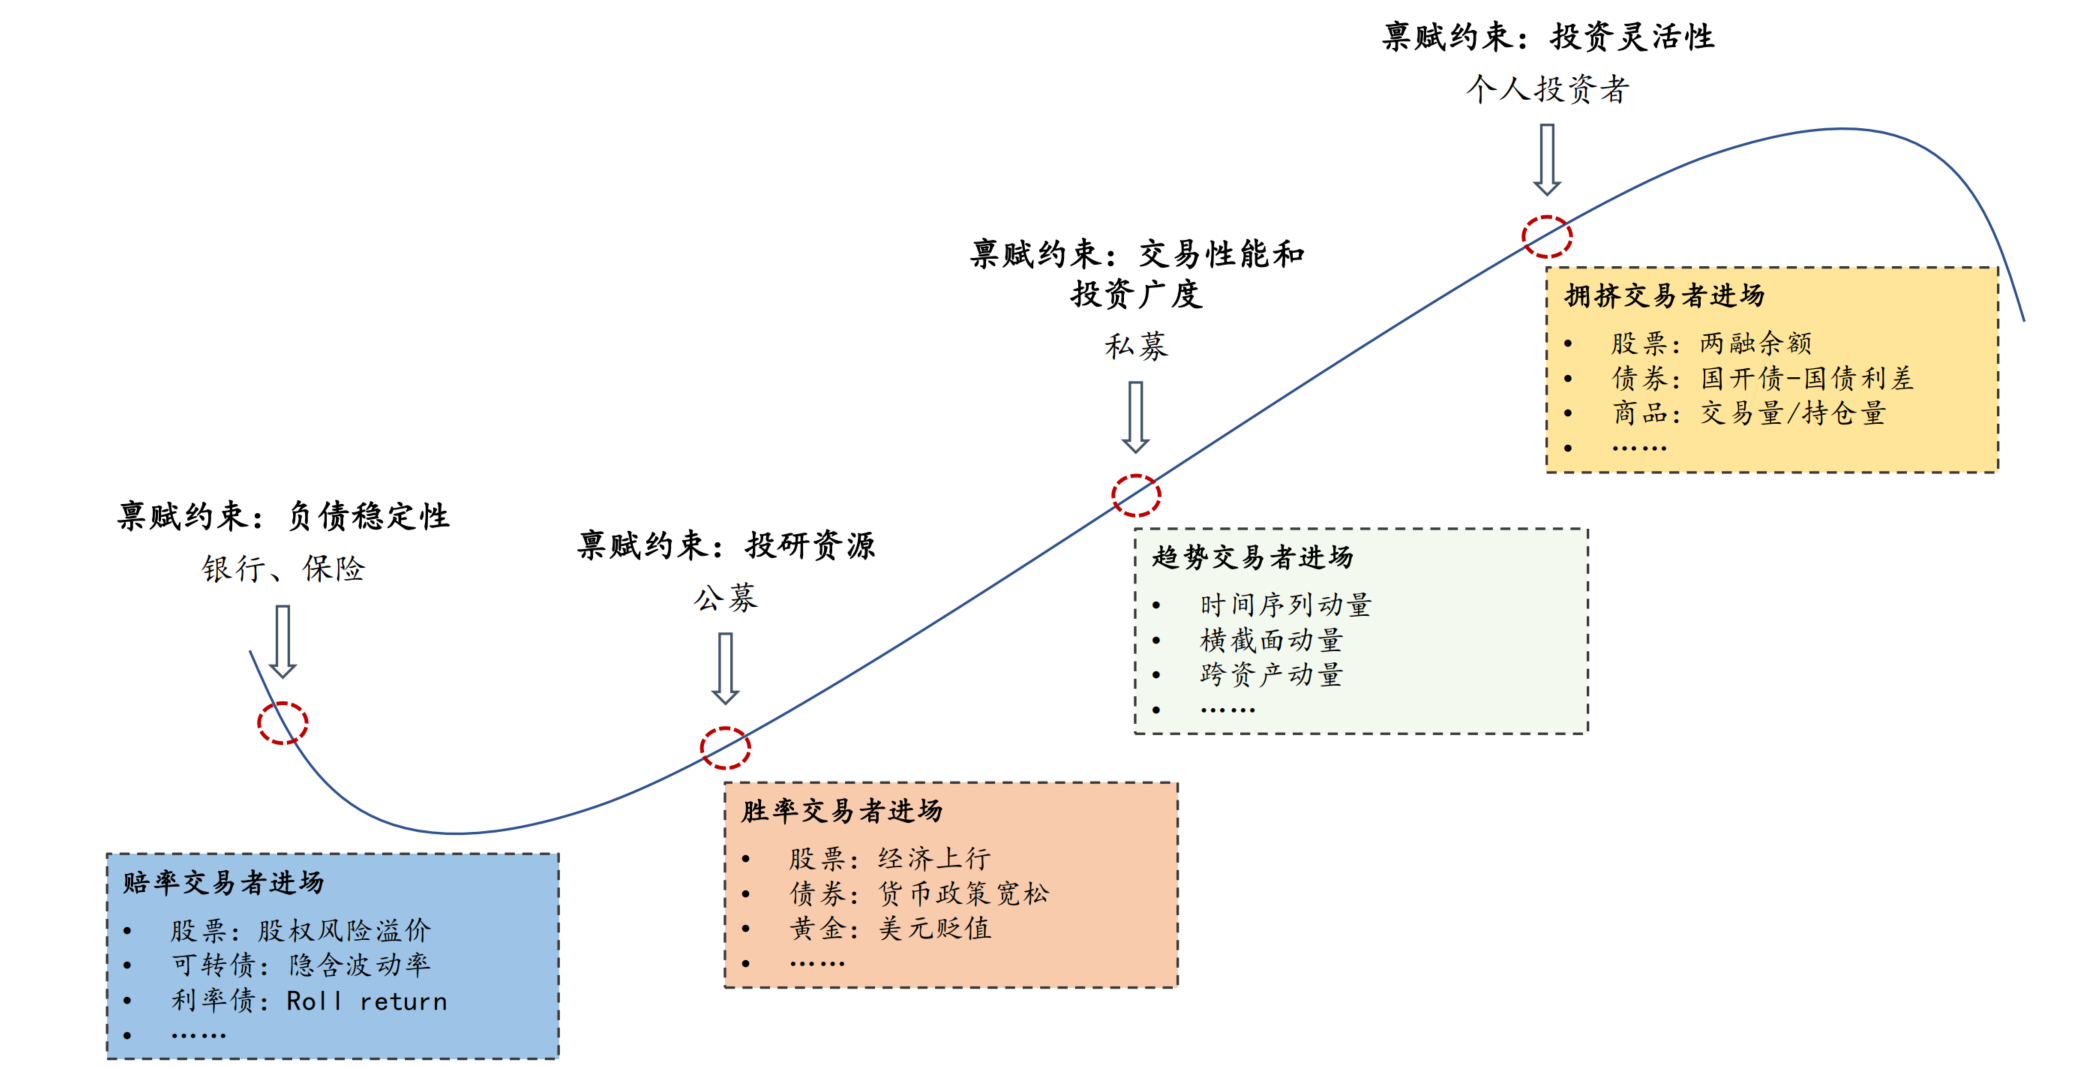 禀赋约束：投资灵活性
个人投资者
禀赋约束：交易性能和
投资广度
私募
禀赋约束：负债稳定性
银行、保险
禀赋约束：投研资源
公募
拥挤交易者进场
• 股票：两融余额
• 债券：国开债-国债利差
• 商品：交易量/持仓量
• ……
趋势交易者进场
• 时间序列动量
• 横截面动量
• 跨资产动量
• ……
胜率交易者进场
• 股票：经济上行
• 债券：货币政策宽松
• 黄金：美元贬值
• ……
赔率交易者进场
• 股票：股权风险溢价
• 可转债：隐含波动率
• 利率债：Roll return
• ……